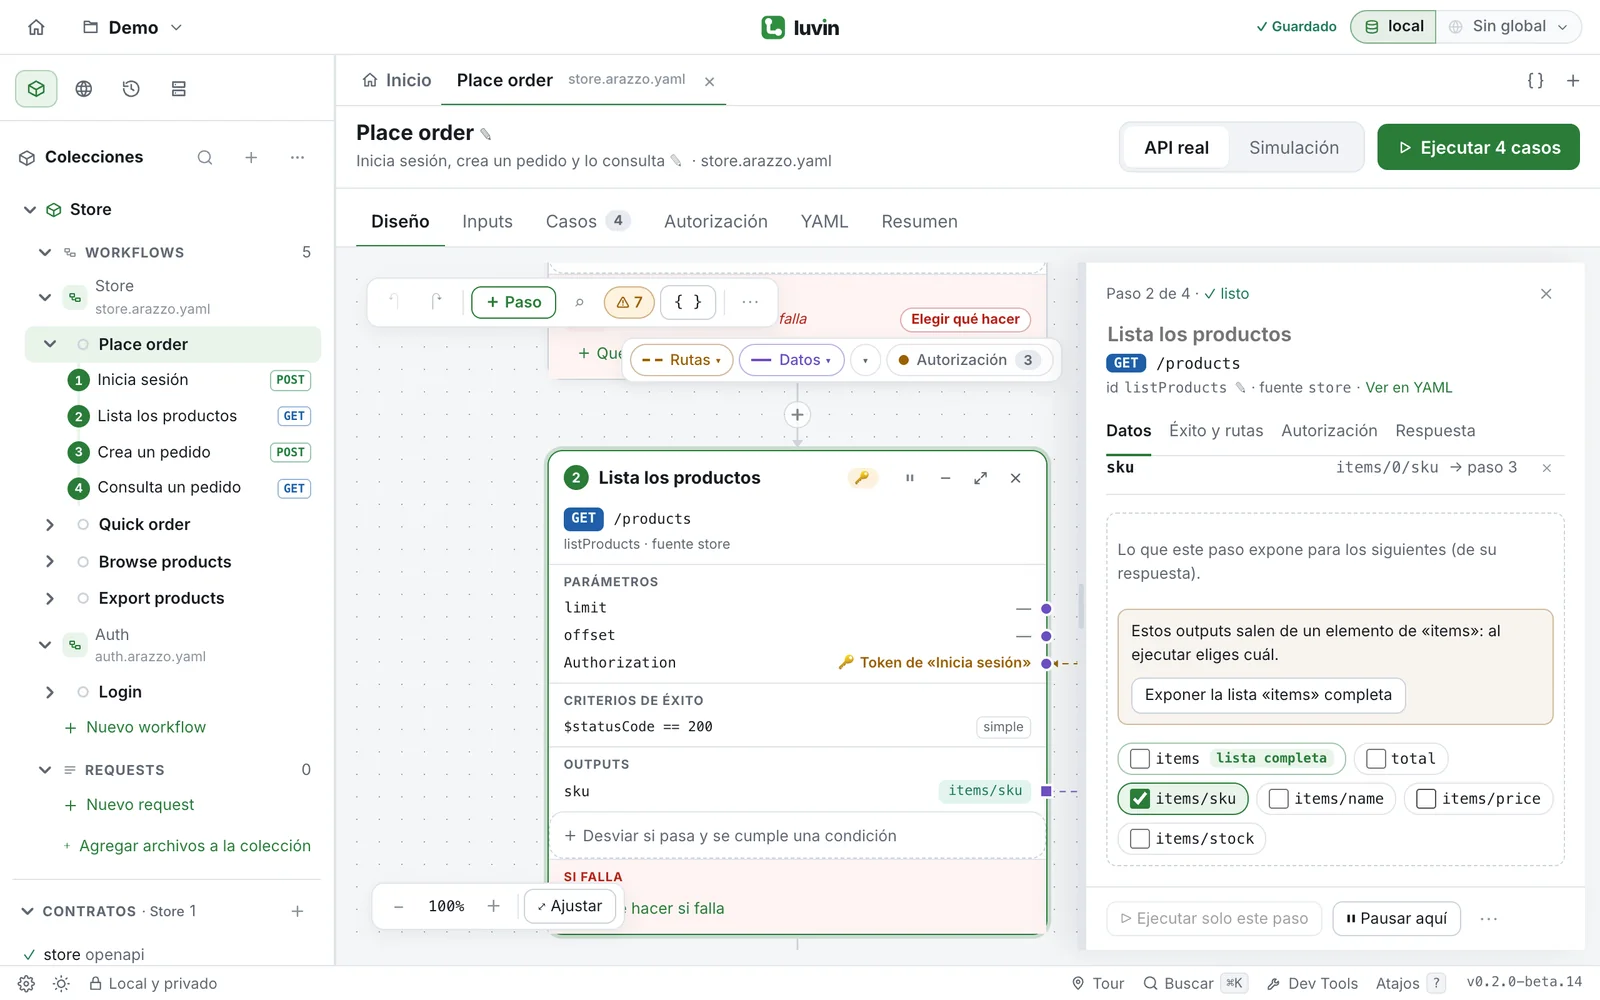 Demo
luvin
Guardado
local
Sin global
Inicio
Place order store.arazzo.yaml
Colecciones
Place order
Inicia sesión, crea un pedido y lo consulta · store.arazzo.yaml
API real
Simulación
Ejecutar 4 casos
Diseño
Inputs
Casos 4
Autorización
YAML
Resumen
Store
WORKFLOWS 5
Store
store.arazzo.yaml
Place order
1 Inicia sesión POST
2 Lista los productos GET
3 Crea un pedido POST
4 Consulta un pedido GET
Quick order
Browse products
Export products
Auth
auth.arazzo.yaml
Login
+ Nuevo workflow
REQUESTS 0
+ Nuevo request
+ Agregar archivos a la colección
CONTRATOS · Store 1 +
store openapi
+ Paso
7
{ }
...
falla
Elegir qué hacer
+ Qu
Rutas
Datos
Autorización 3
2 Lista los productos
GET /products
listProducts · fuente store
PARÁMETROS
limit —
offset —
Authorization Token de «Inicia sesión»
CRITERIOS DE ÉXITO
$statusCode == 200 simple
OUTPUTS
sku items/sku
+ Desviar si pasa y se cumple una condición
SI FALLA
hacer si falla
− 100% +
Ajustar
Paso 2 de 4 · ✓ listo
Lista los productos
GET /products
id listProducts · fuente store · Ver en YAML
Datos
Éxito y rutas
Autorización
Respuesta
sku items/0/sku → paso 3 ×
Lo que este paso expone para los siguientes (de su
respuesta).
Estos outputs salen de un elemento de «items»: al
ejecutar eliges cuál.
Exponer la lista «items» completa
items lista completa
total
items/sku
items/name
items/price
items/stock
Ejecutar solo este paso
Pausar aquí
...
Local y privado
Tour
Buscar ⌘K
Dev Tools
Atajos ?
v0.2.0-beta.14